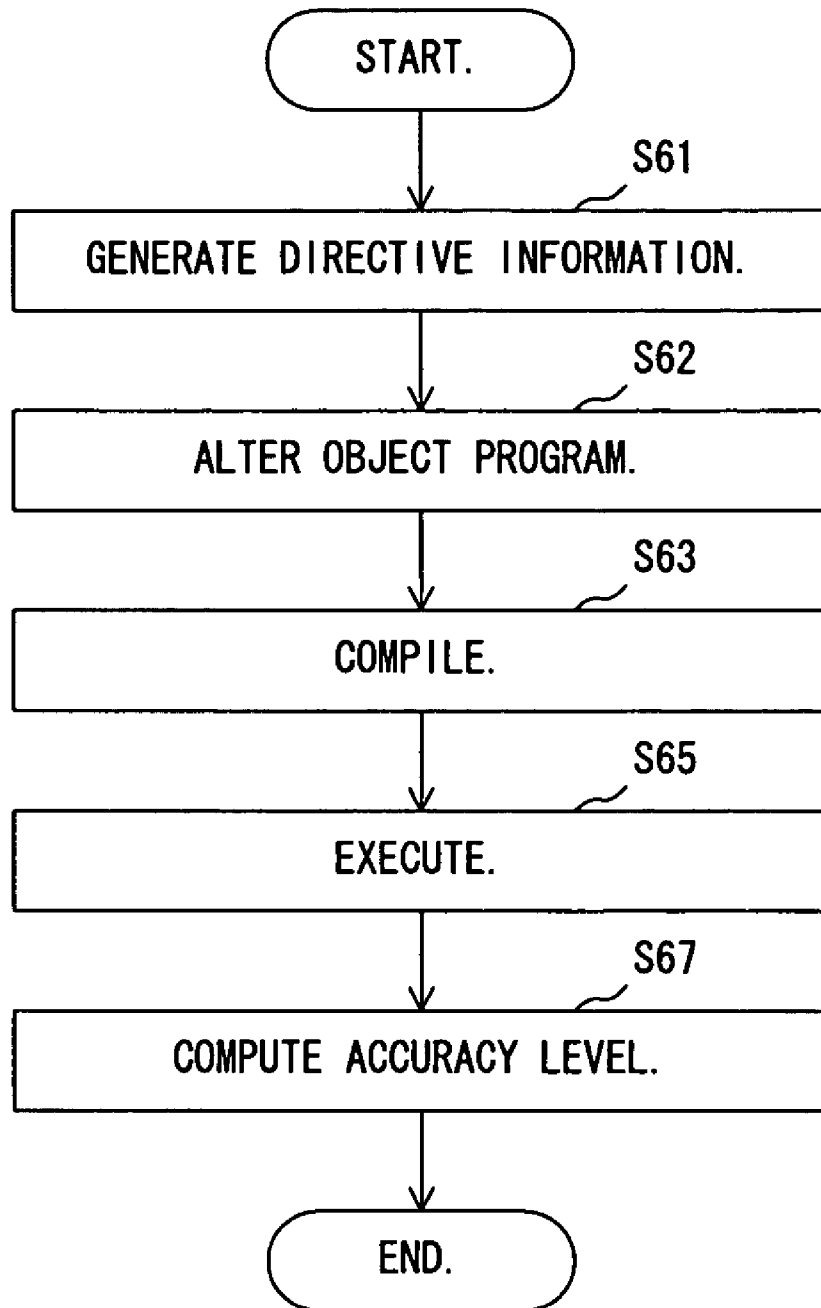 START.
S61
GENERATE DIRECTIVE INFORMATION.
S62
ALTER OBJECT PROGRAM.
S63
COMPILE.
S65
EXECUTE.
S67
COMPUTE ACCURACY LEVEL.
END.